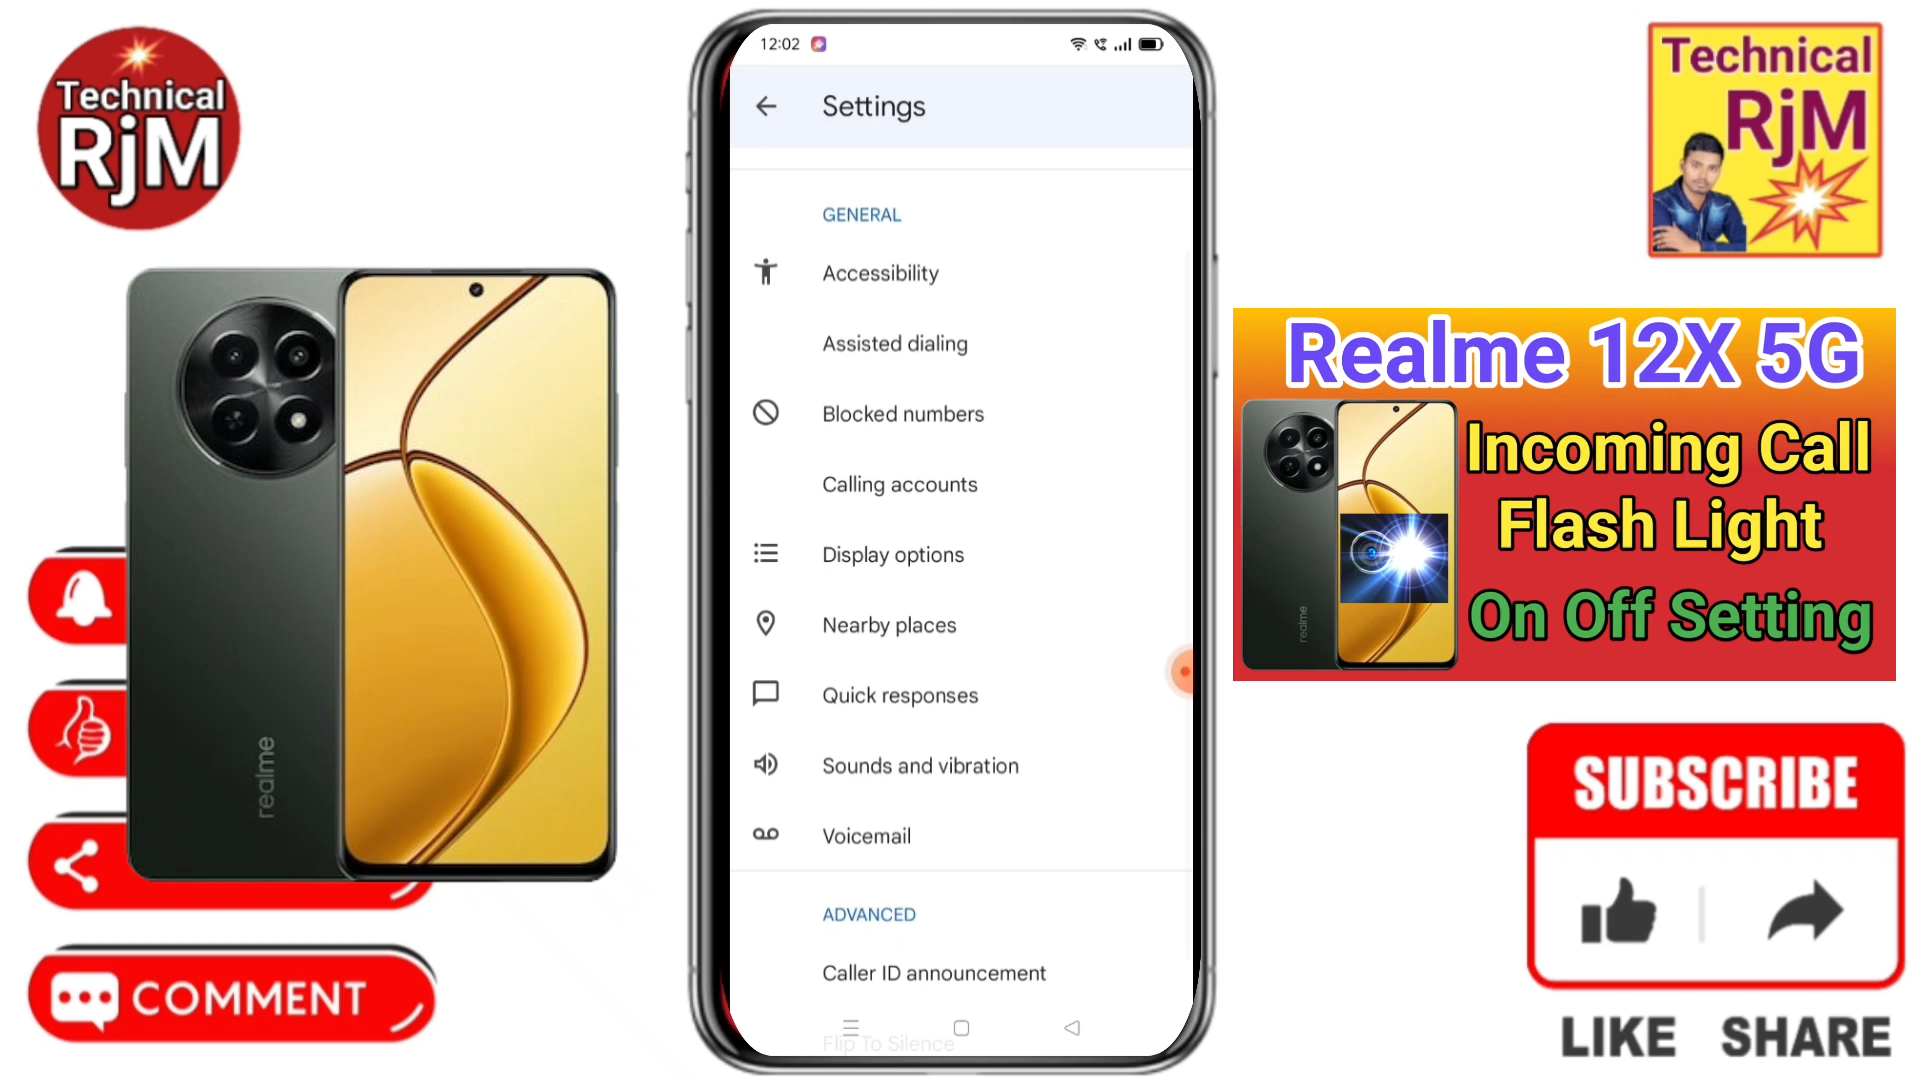 Technical
RjM
realme
COMMENT
12:02
Settings
GENERAL
Accessibility
Assisted dialing
Blocked numbers
Calling accounts
Display options
Nearby places
Quick responses
Sounds and vibration
Voicemail
ADVANCED
Caller ID announcement
Flip To Silence
Technical
RjM
Realme 12X 5G
Incoming Call
Flash Light
On Off Setting
realme
SUBSCRIBE
LIKE SHARE